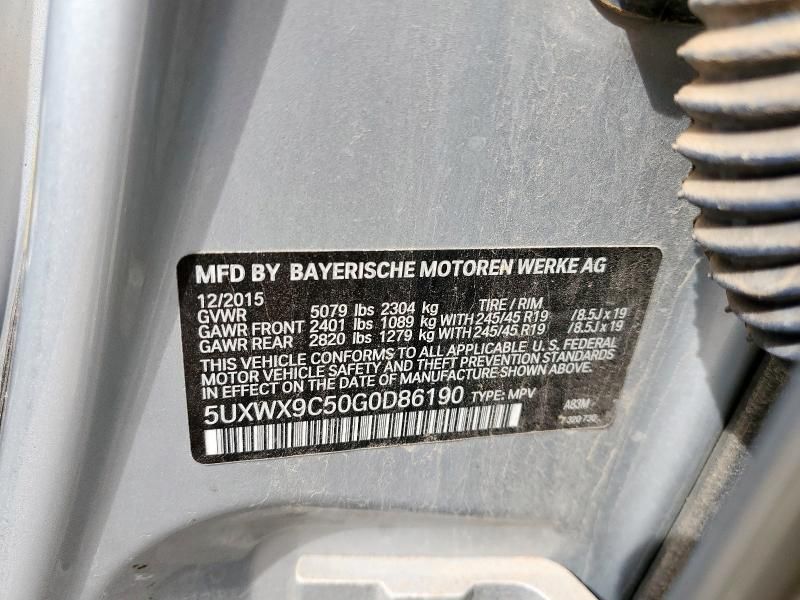 MFD BY BAYERISCHE MOTOREN WERKE AG
12/2015
GVWR 5079 lbs 2304 kg TIRE / RIM
GAWR FRONT 2401 lbs 1089 kg WITH 245/45 R19 /8.5J x 19
GAWR REAR 2820 lbs 1279 kg WITH 245/45 R19 /8.5J x 19
THIS VEHICLE CONFORMS TO ALL APPLICABLE U. S. FEDERAL
MOTOR VEHICLE SAFETY AND THEFT PREVENTION STANDARDS
IN EFFECT ON THE DATE OF MANUFACTURE SHOWN ABOVE.
5UXWX9C50G0D86190 TYPE: MPV A83M